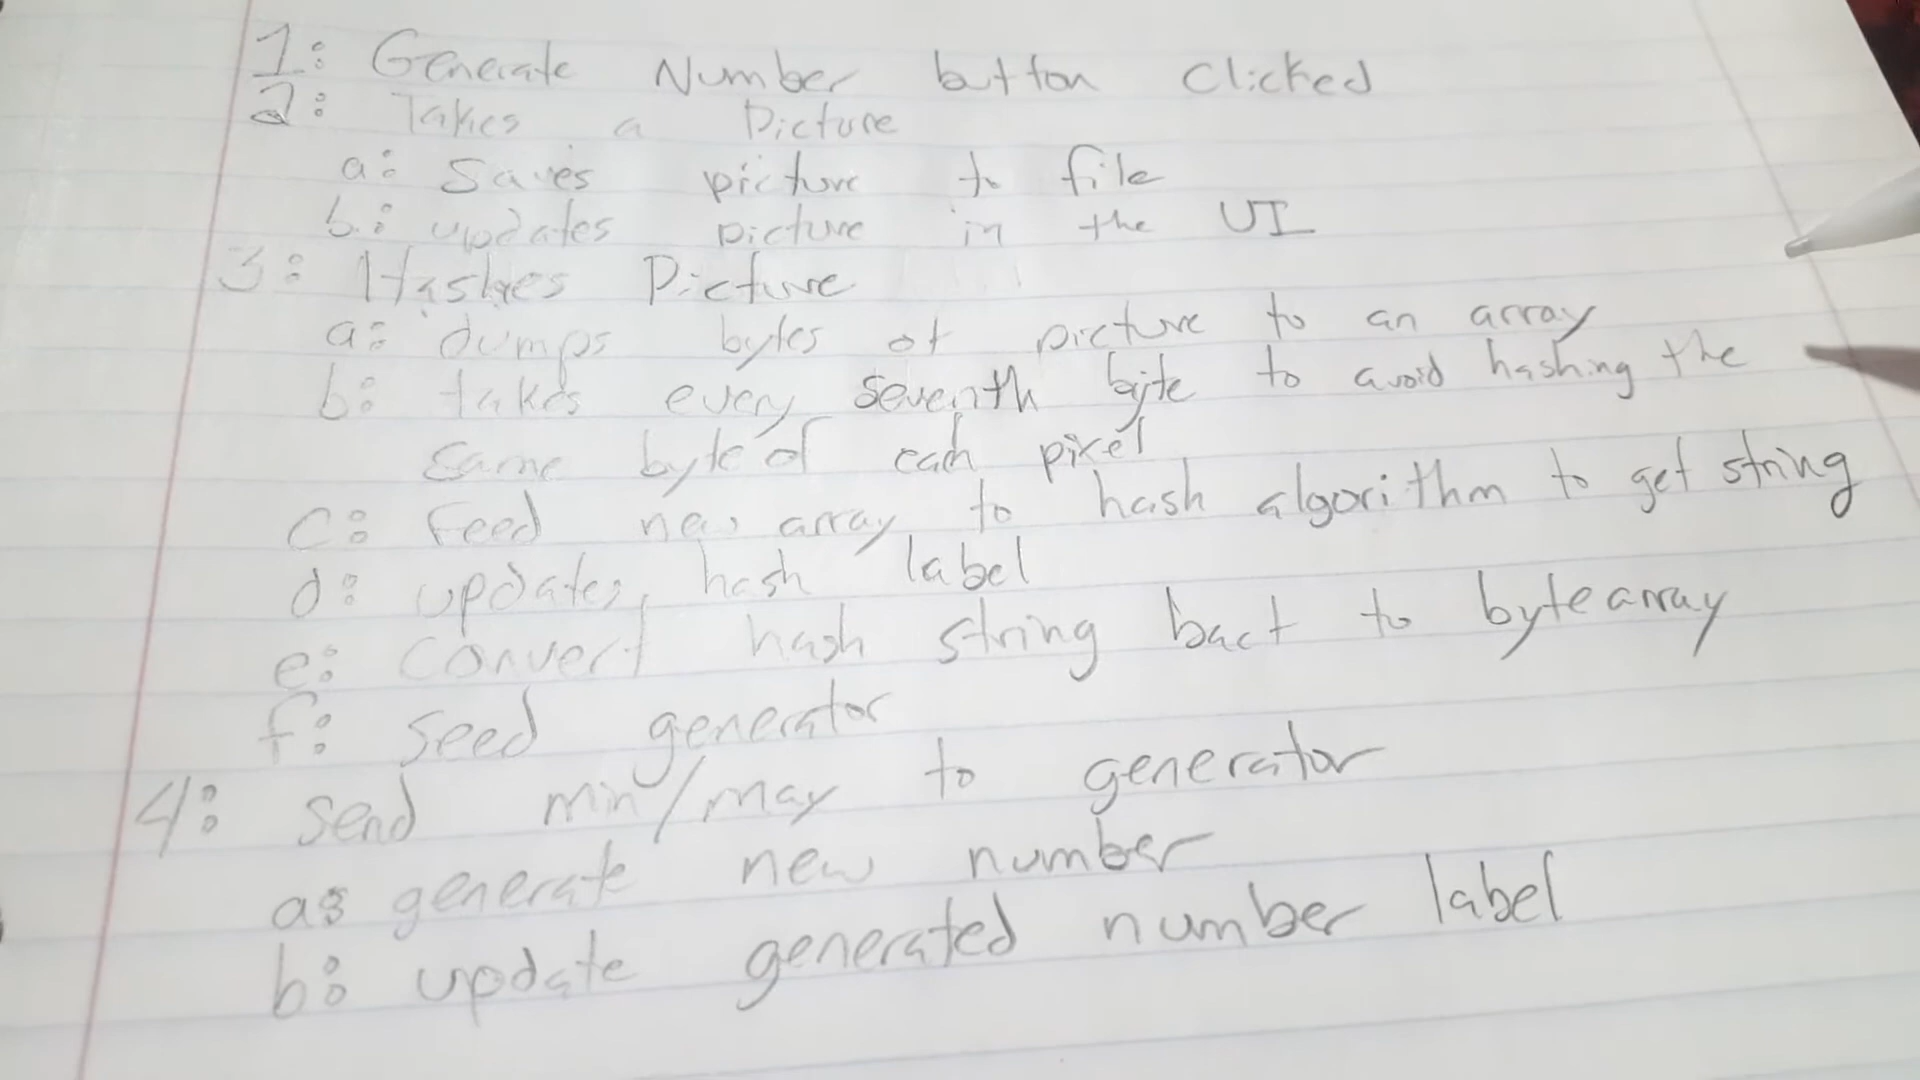 1: Generate Number button Clicked
2: Takes a Picture
a: Saves picture to file
b: updates picture in the UI
3: Hashes Picture
a: dumps bytes of picture to an array
b: takes every seventh byte to avoid hashing the
same byte of each pixel
C: Feed new array to hash algorithm to get string
d: updates hash label
e: Convert hash string bact to bytearray
f: Seed generator
4: Send min/may to generator
a: generate new number
b: update generated number label